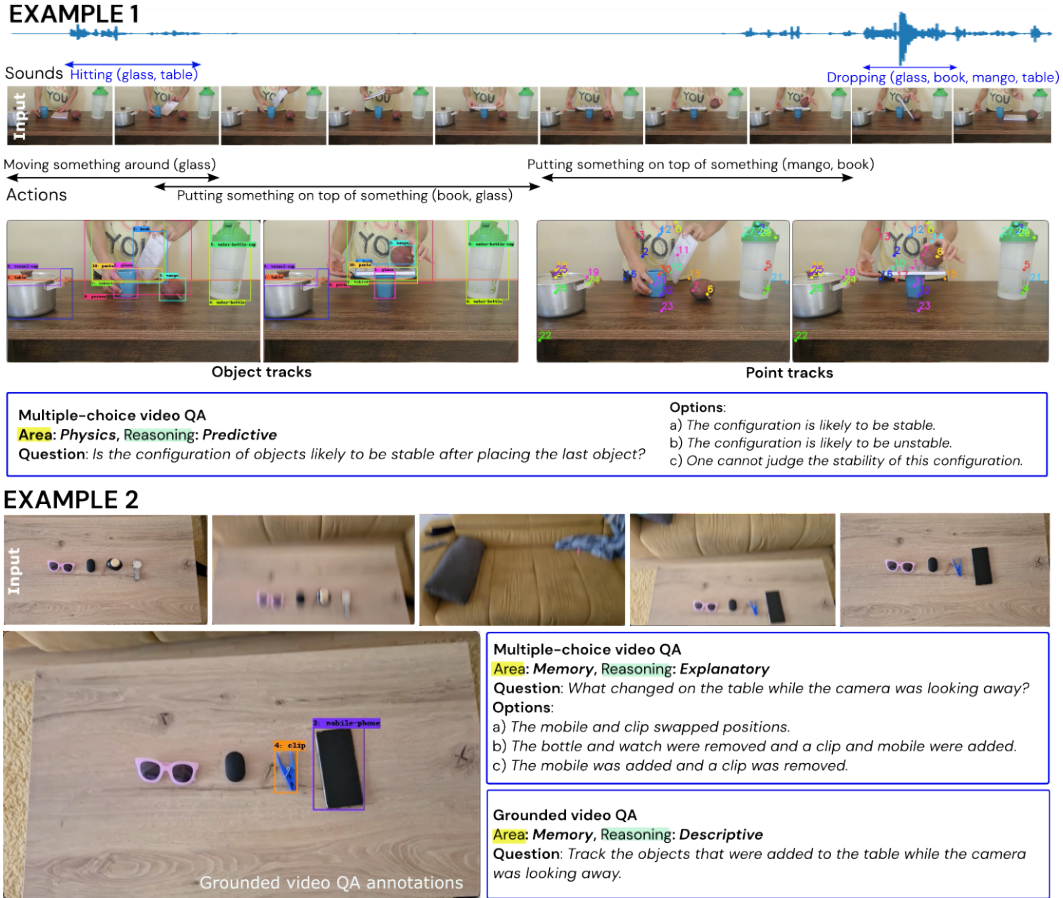 EXAMPLE 1
Sounds
Hitting (glass, table)
Dropping (glass, book, mango, table)
Input
YOU
Moving something around (glass)
Putting something on top of something (mango, book)
Actions
Putting something on top of something (book, glass)
Object tracks
Point tracks
Multiple-choice video QA
Area: Physics, Reasoning: Predictive
Question: Is the configuration of objects likely to be stable after placing the last object?
Options:
a) The configuration is likely to be stable.
b) The configuration is likely to be unstable.
c) One cannot judge the stability of this configuration.
EXAMPLE 2
Input
4: clip
3: mobile-phone
Grounded video QA annotations
Multiple-choice video QA
Area: Memory, Reasoning: Explanatory
Question: What changed on the table while the camera was looking away?
Options:
a) The mobile and clip swapped positions.
b) The bottle and watch were removed and a clip and mobile were added.
c) The mobile was added and a clip was removed.
Grounded video QA
Area: Memory, Reasoning: Descriptive
Question: Track the objects that were added to the table while the camera
was looking away.